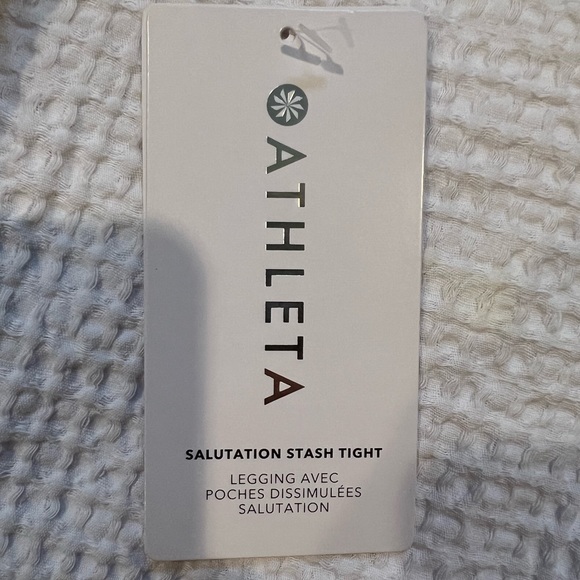 ATHLETA
SALUTATION STASH TIGHT
LEGGING AVEC
POCHES DISSIMULÉES
SALUTATION